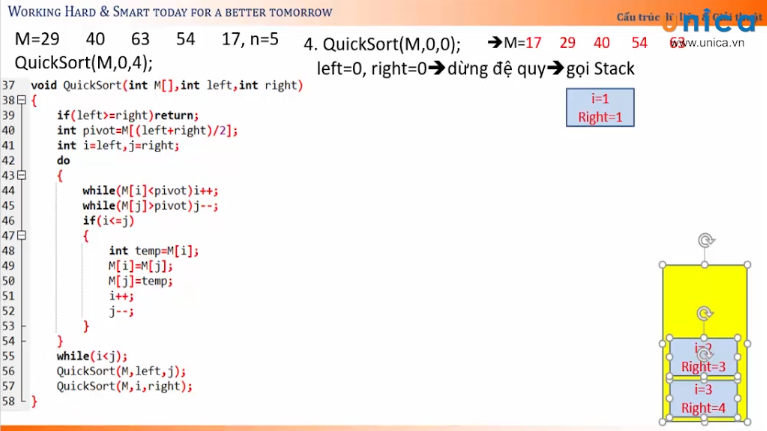 WORKING HARD & SMART TODAY FOR A BETTER TOMORROW
Cấu trúc & Giải thuật
unica
www.unica.vn
M=29 40 63 54 17, n=5
QuickSort(M,0,4);
4. QuickSort(M,0,0); ➔M=17 29 40 54 63
left=0, right=0➔dừng đệ quy➔gọi Stack
i=1
Right=1
37 void QuickSort(int M[],int left,int right)
38 {
39 if(left>=right)return;
40 int pivot=M[(left+right)/2];
41 int i=left,j=right;
42 do
43 {
44 while(M[i]<pivot)i++;
45 while(M[j]>pivot)j--;
46 if(i<=j)
47 {
48 int temp=M[i];
49 M[i]=M[j];
50 M[j]=temp;
51 i++;
52 j--;
53 }
54 }
55 while(i<j);
56 QuickSort(M,left,j);
57 QuickSort(M,i,right);
58 }
i=2
Right=3
i=3
Right=4